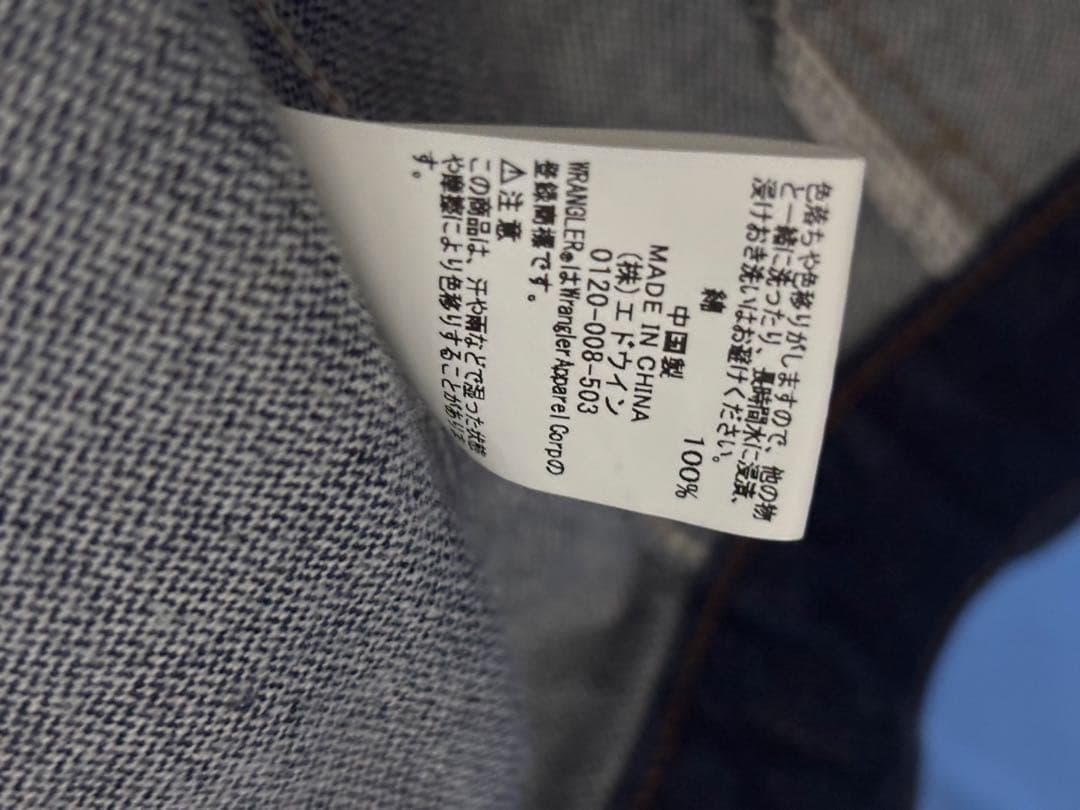 色落ちや色移りがしますので、他の物
と一緒に洗ったり、長時間水に浸漬、
浸けおき洗いはお避けください。
綿 100%
中国製
MADE IN CHINA
(株)エドウイン
0120-008-503
WRANGLER®はWrangler Apparel Corpの
登録商標です。
⚠注意
この商品は、汗や雨などで湿った状態
や摩擦により色移りすることがありま
す。